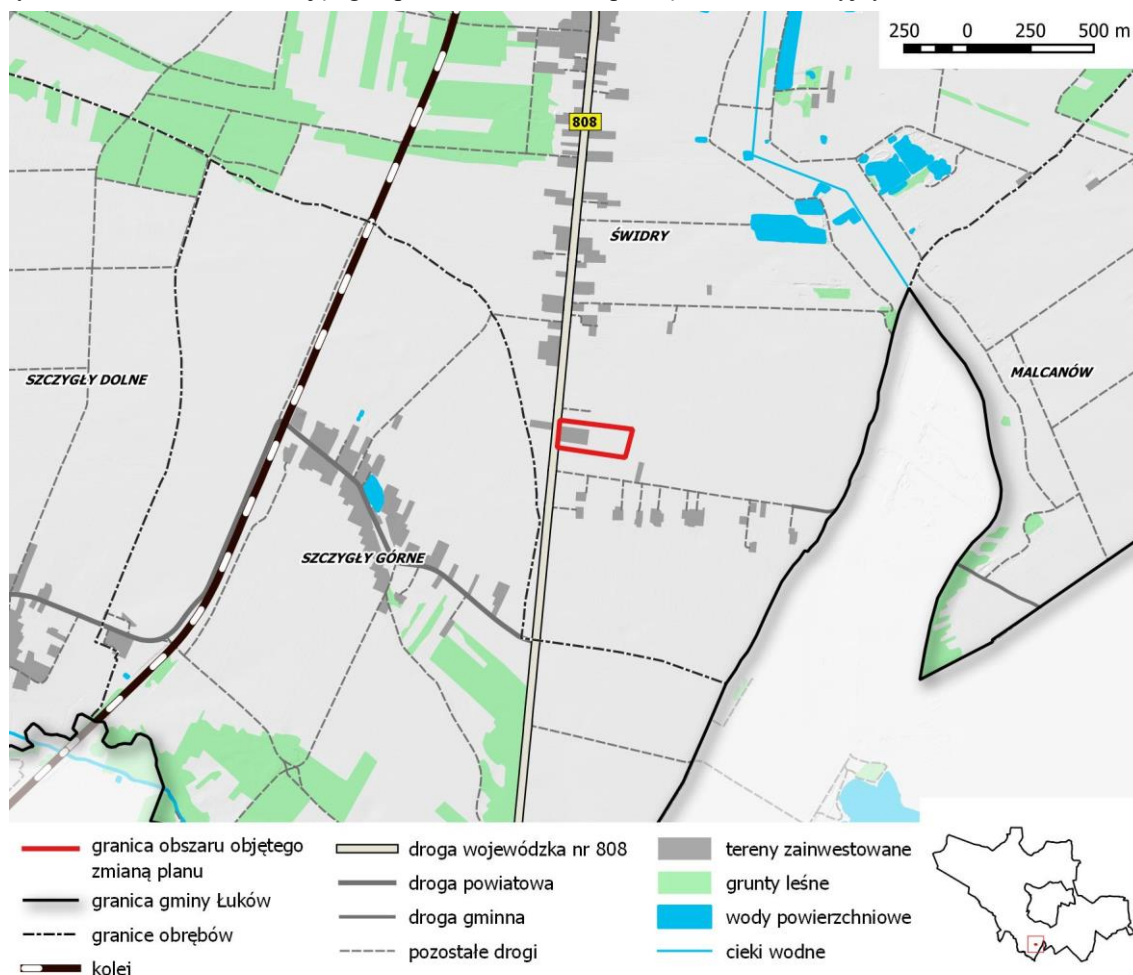 250 0 250 500 m
808
ŚWIDRY
SZCZYGŁY DOLNE
MALCANÓW
SZCZYGŁY GÓRNE
granica obszaru objętego
zmianą planu
granica gminy Łuków
granice obrębów
kolej
droga wojewódzka nr 808
droga powiatowa
droga gminna
pozostałe drogi
tereny zainwestowane
grunty leśne
wody powierzchniowe
cieki wodne